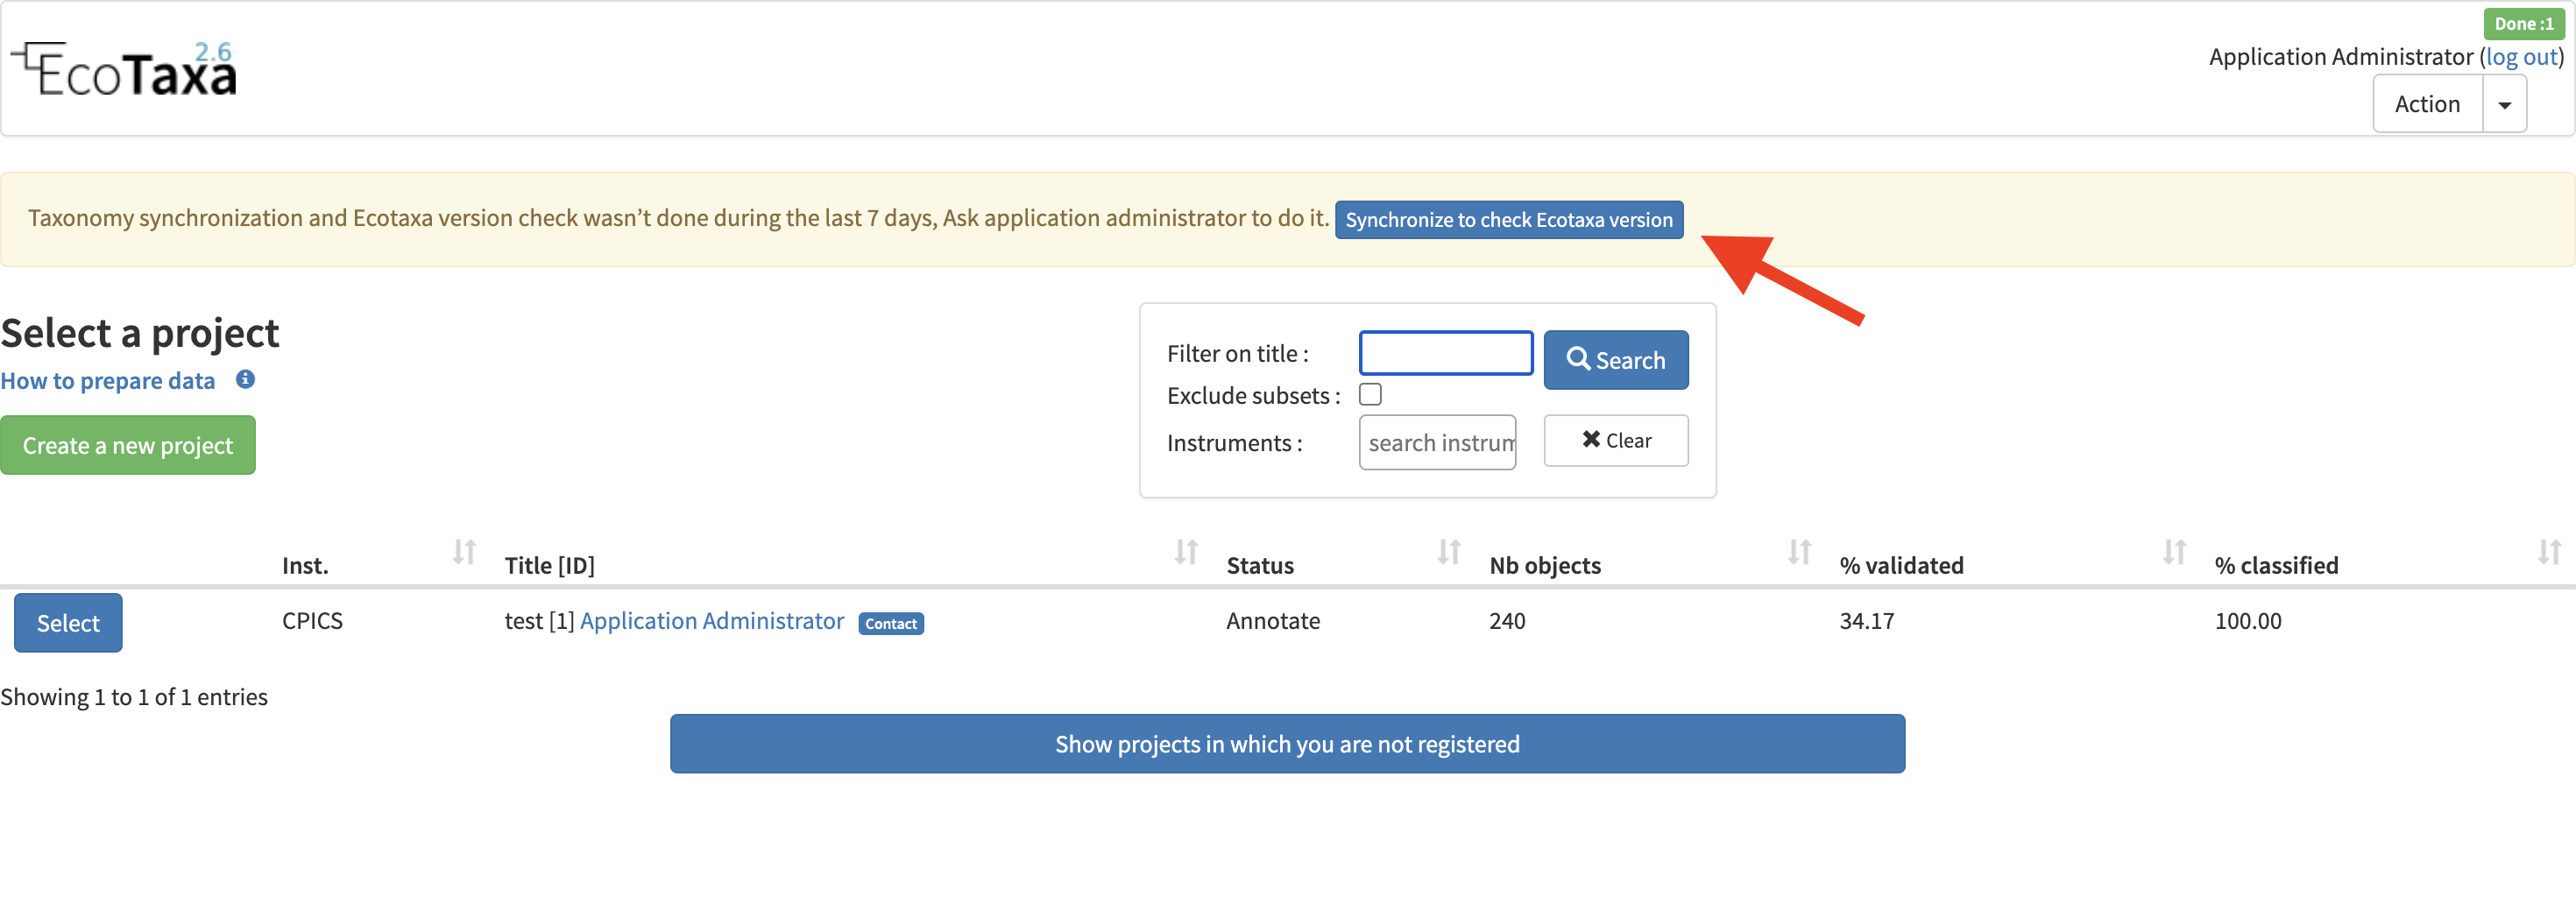 Done :1
EcoTaxa 2.6
Application Administrator (log out)
Action
Taxonomy synchronization and Ecotaxa version check wasn't done during the last 7 days, Ask application administrator to do it. Synchronize to check Ecotaxa version
Select a project
How to prepare data
Create a new project
Filter on title :
Search
Exclude subsets :
Instruments :
search instrum
Clear
Inst. Title [ID] Status Nb objects % validated % classified
Select CPICS test [1] Application Administrator Contact Annotate 240 34.17 100.00
Showing 1 to 1 of 1 entries
Show projects in which you are not registered